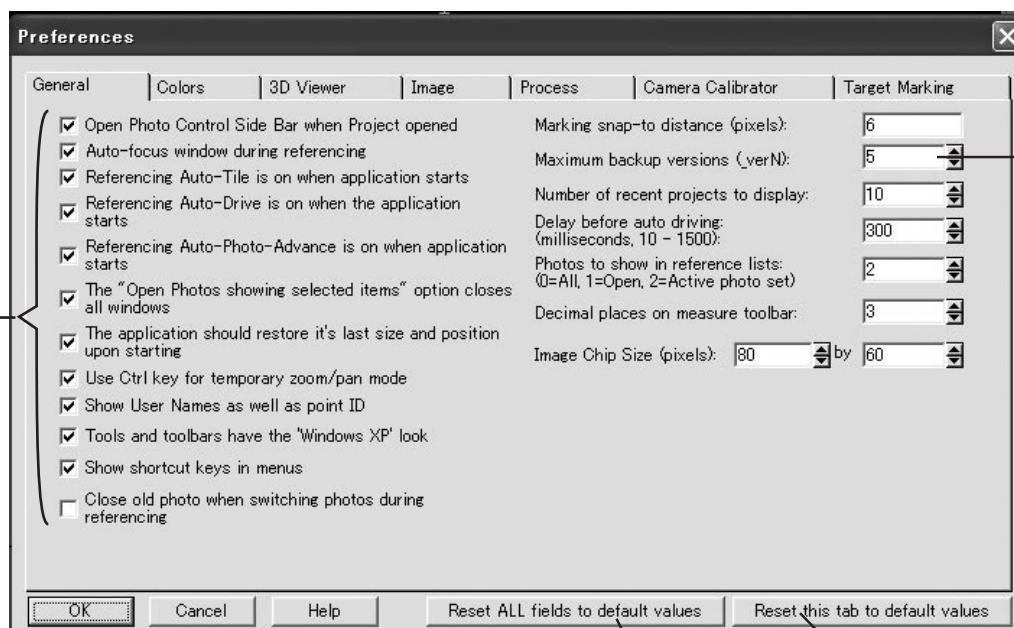 Preferences
General
Colors
3D Viewer
Image
Process
Camera Calibrator
Target Marking
Open Photo Control Side Bar when Project opened
Auto-focus window during referencing
Referencing Auto-Tile is on when application starts
Referencing Auto-Drive is on when the application
starts
Referencing Auto-Photo-Advance is on when application
starts
The "Open Photos showing selected items" option closes
all windows
The application should restore it's last size and position
upon starting
Use Ctrl key for temporary zoom/pan mode
Show User Names as well as point ID
Tools and toolbars have the 'Windows XP' look
Show shortcut keys in menus
Close old photo when switching photos during
referencing
Marking snap-to distance (pixels): 6
Maximum backup versions (_verN): 5
Number of recent projects to display: 10
Delay before auto driving:
(milliseconds, 10 - 1500): 300
Photos to show in reference lists:
(0=All, 1=Open, 2=Active photo set) 2
Decimal places on measure toolbar: 3
Image Chip Size (pixels): 80 by 60
OK
Cancel
Help
Reset ALL fields to default values
Reset this tab to default values